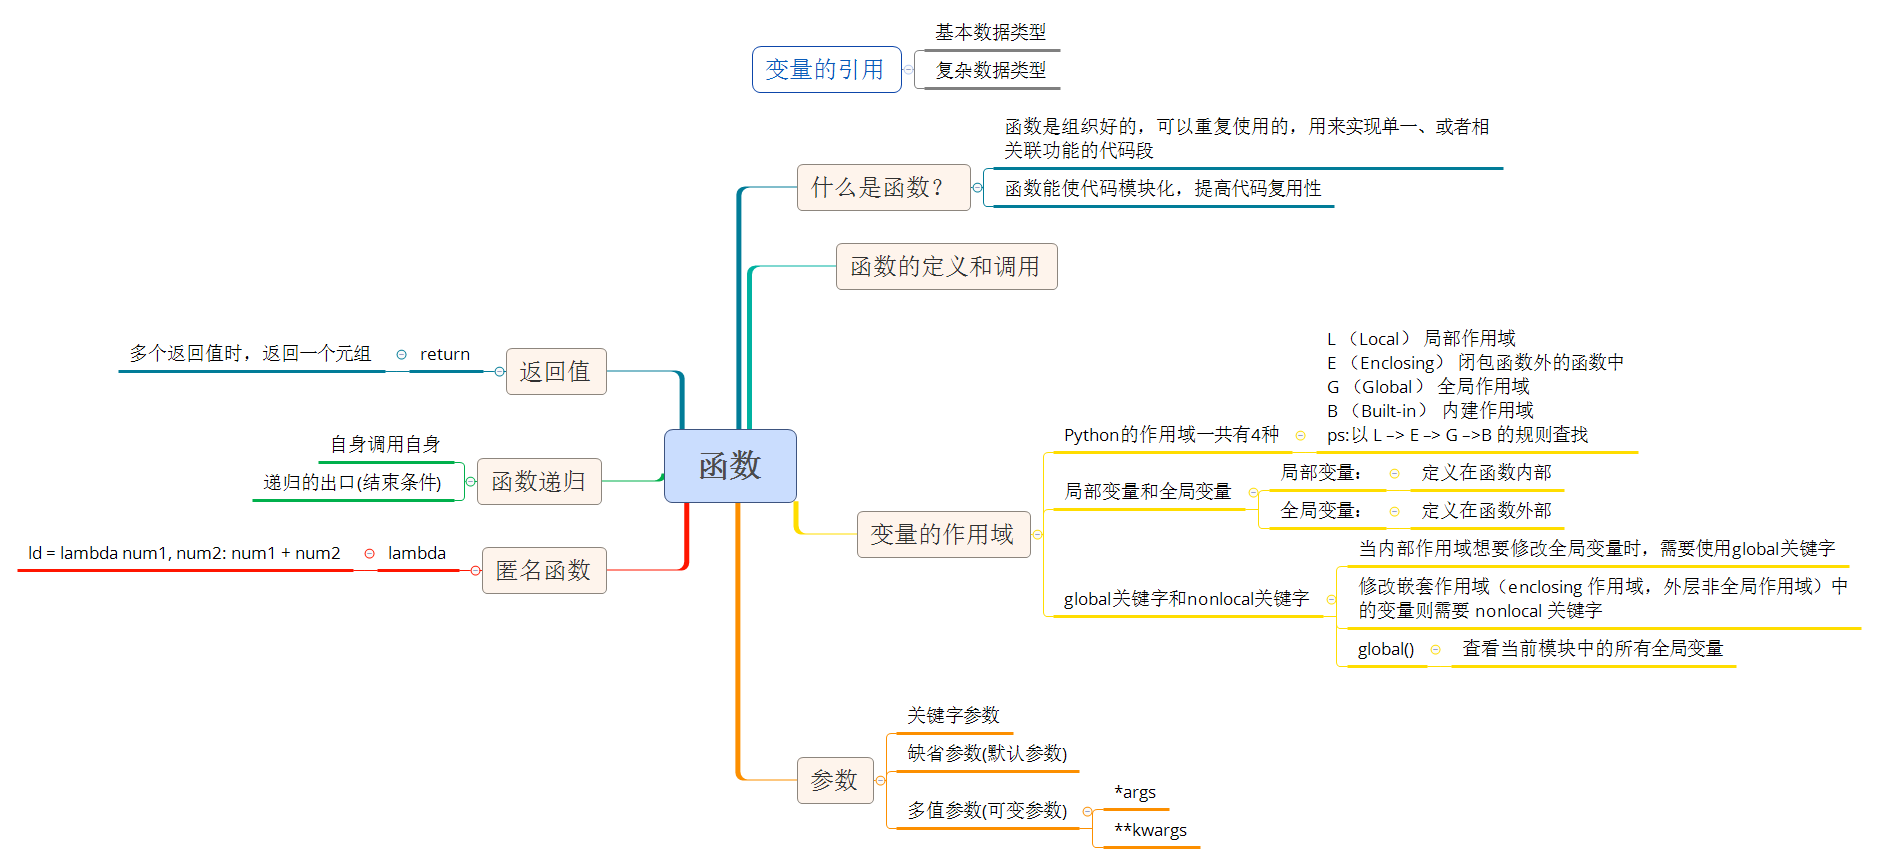 基本数据类型
变量的引用
复杂数据类型
函数是组织好的，可以重复使用的，用来实现单一、或者相
关联功能的代码段
什么是函数？
函数能使代码模块化，提高代码复用性
函数的定义和调用
多个返回值时，返回一个元组
return
返回值
自身调用自身
递归的出口(结束条件)
函数递归
ld = lambda num1, num2: num1 + num2
lambda
匿名函数
函数
L （Local） 局部作用域
E （Enclosing） 闭包函数外的函数中
G （Global） 全局作用域
B （Built-in） 内建作用域
ps:以 L –> E –> G –>B 的规则查找
Python的作用域一共有4种
局部变量和全局变量
局部变量：
定义在函数内部
全局变量：
定义在函数外部
变量的作用域
global关键字和nonlocal关键字
当内部作用域想要修改全局变量时，需要使用global关键字
修改嵌套作用域（enclosing 作用域，外层非全局作用域）中
的变量则需要 nonlocal 关键字
global()
查看当前模块中的所有全局变量
参数
关键字参数
缺省参数(默认参数)
多值参数(可变参数)
*args
**kwargs